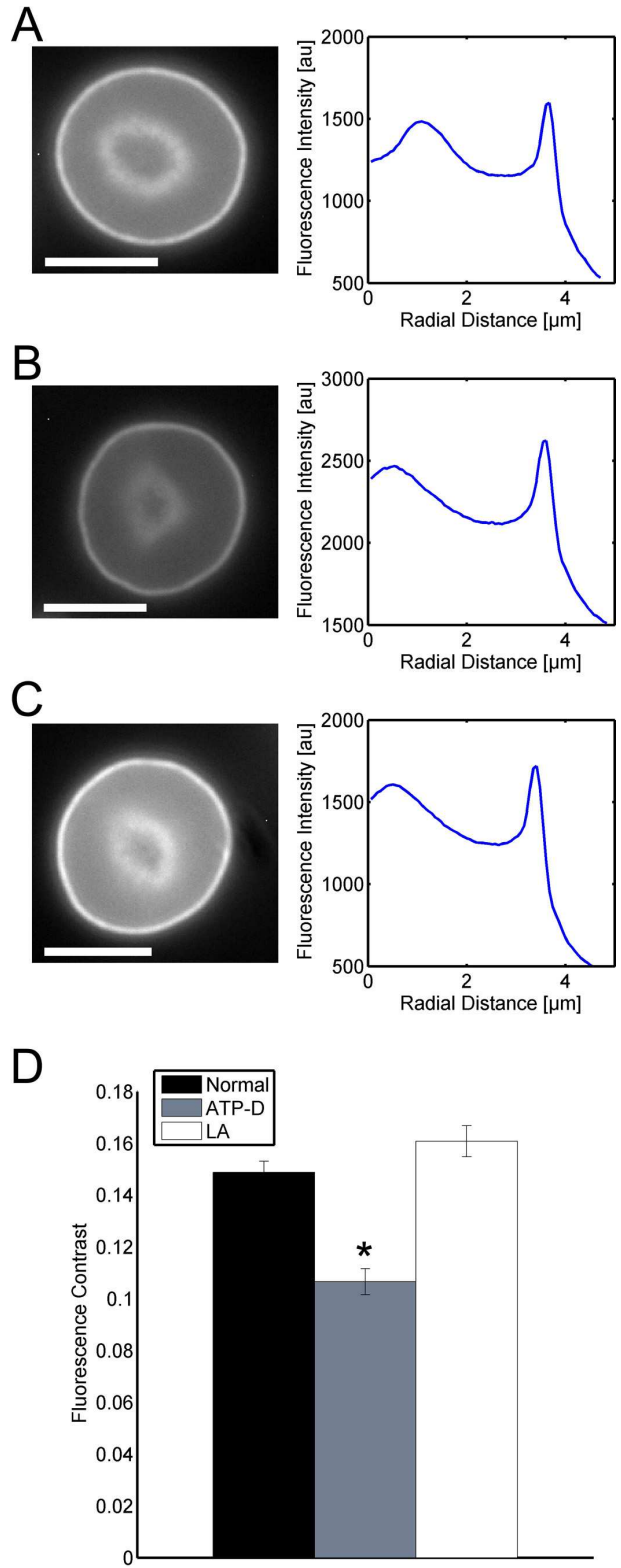 A
Fluorescence Intensity [au]
2000
1500
1000
500
0 2 4
Radial Distance [µm]
B
Fluorescence Intensity [au]
3000
2500
2000
1500
0 2 4
Radial Distance [µm]
C
Fluorescence Intensity [au]
2000
1500
1000
500
0 2 4
Radial Distance [µm]
D
Fluorescence Contrast
0.18
0.16
0.14
0.12
0.1
0.08
0.06
0.04
0.02
0
Normal
ATP-D
LA
*